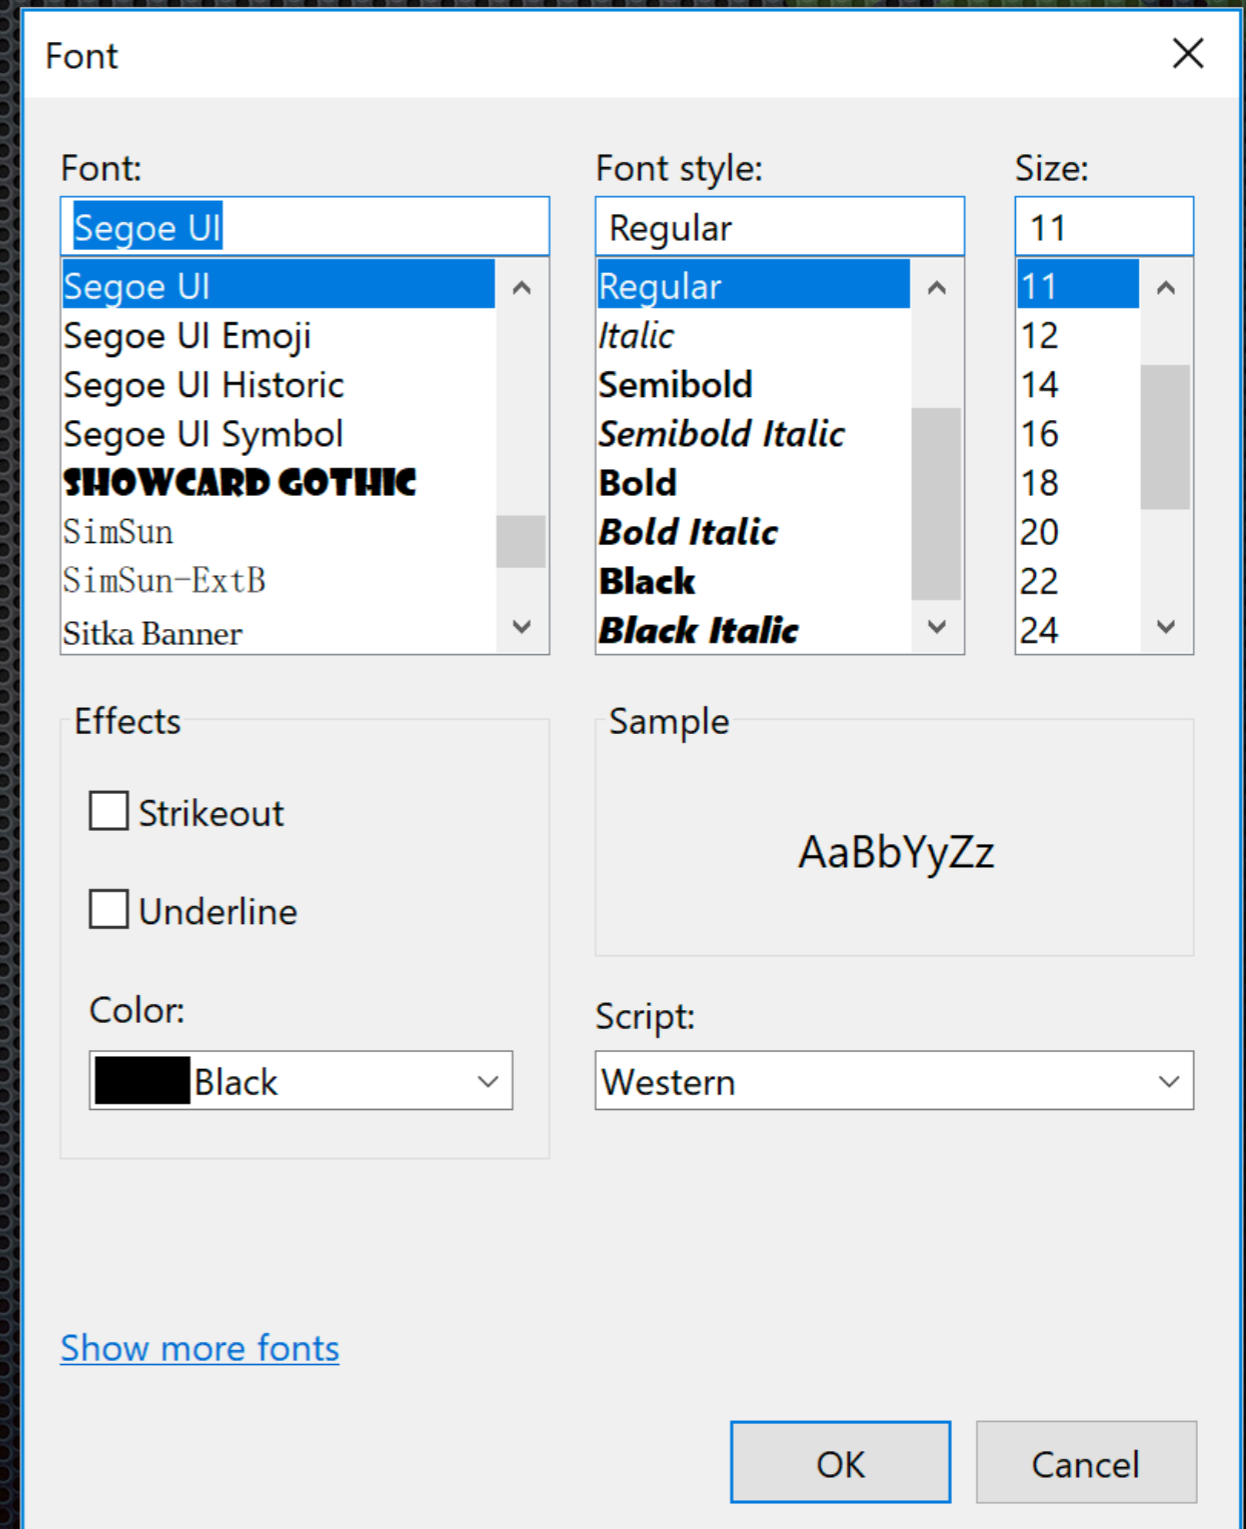 Font
Font:
Segoe UI
Segoe UI
Segoe UI Emoji
Segoe UI Historic
Segoe UI Symbol
SHOWCARD GOTHIC
SimSun
SimSun-ExtB
Sitka Banner
Font style:
Regular
Regular
Italic
Semibold
Semibold Italic
Bold
Bold Italic
Black
Black Italic
Size:
11
11
12
14
16
18
20
22
24
Effects
Strikeout
Underline
Color:
Black
Sample
AaBbYyZz
Script:
Western
Show more fonts
OK
Cancel